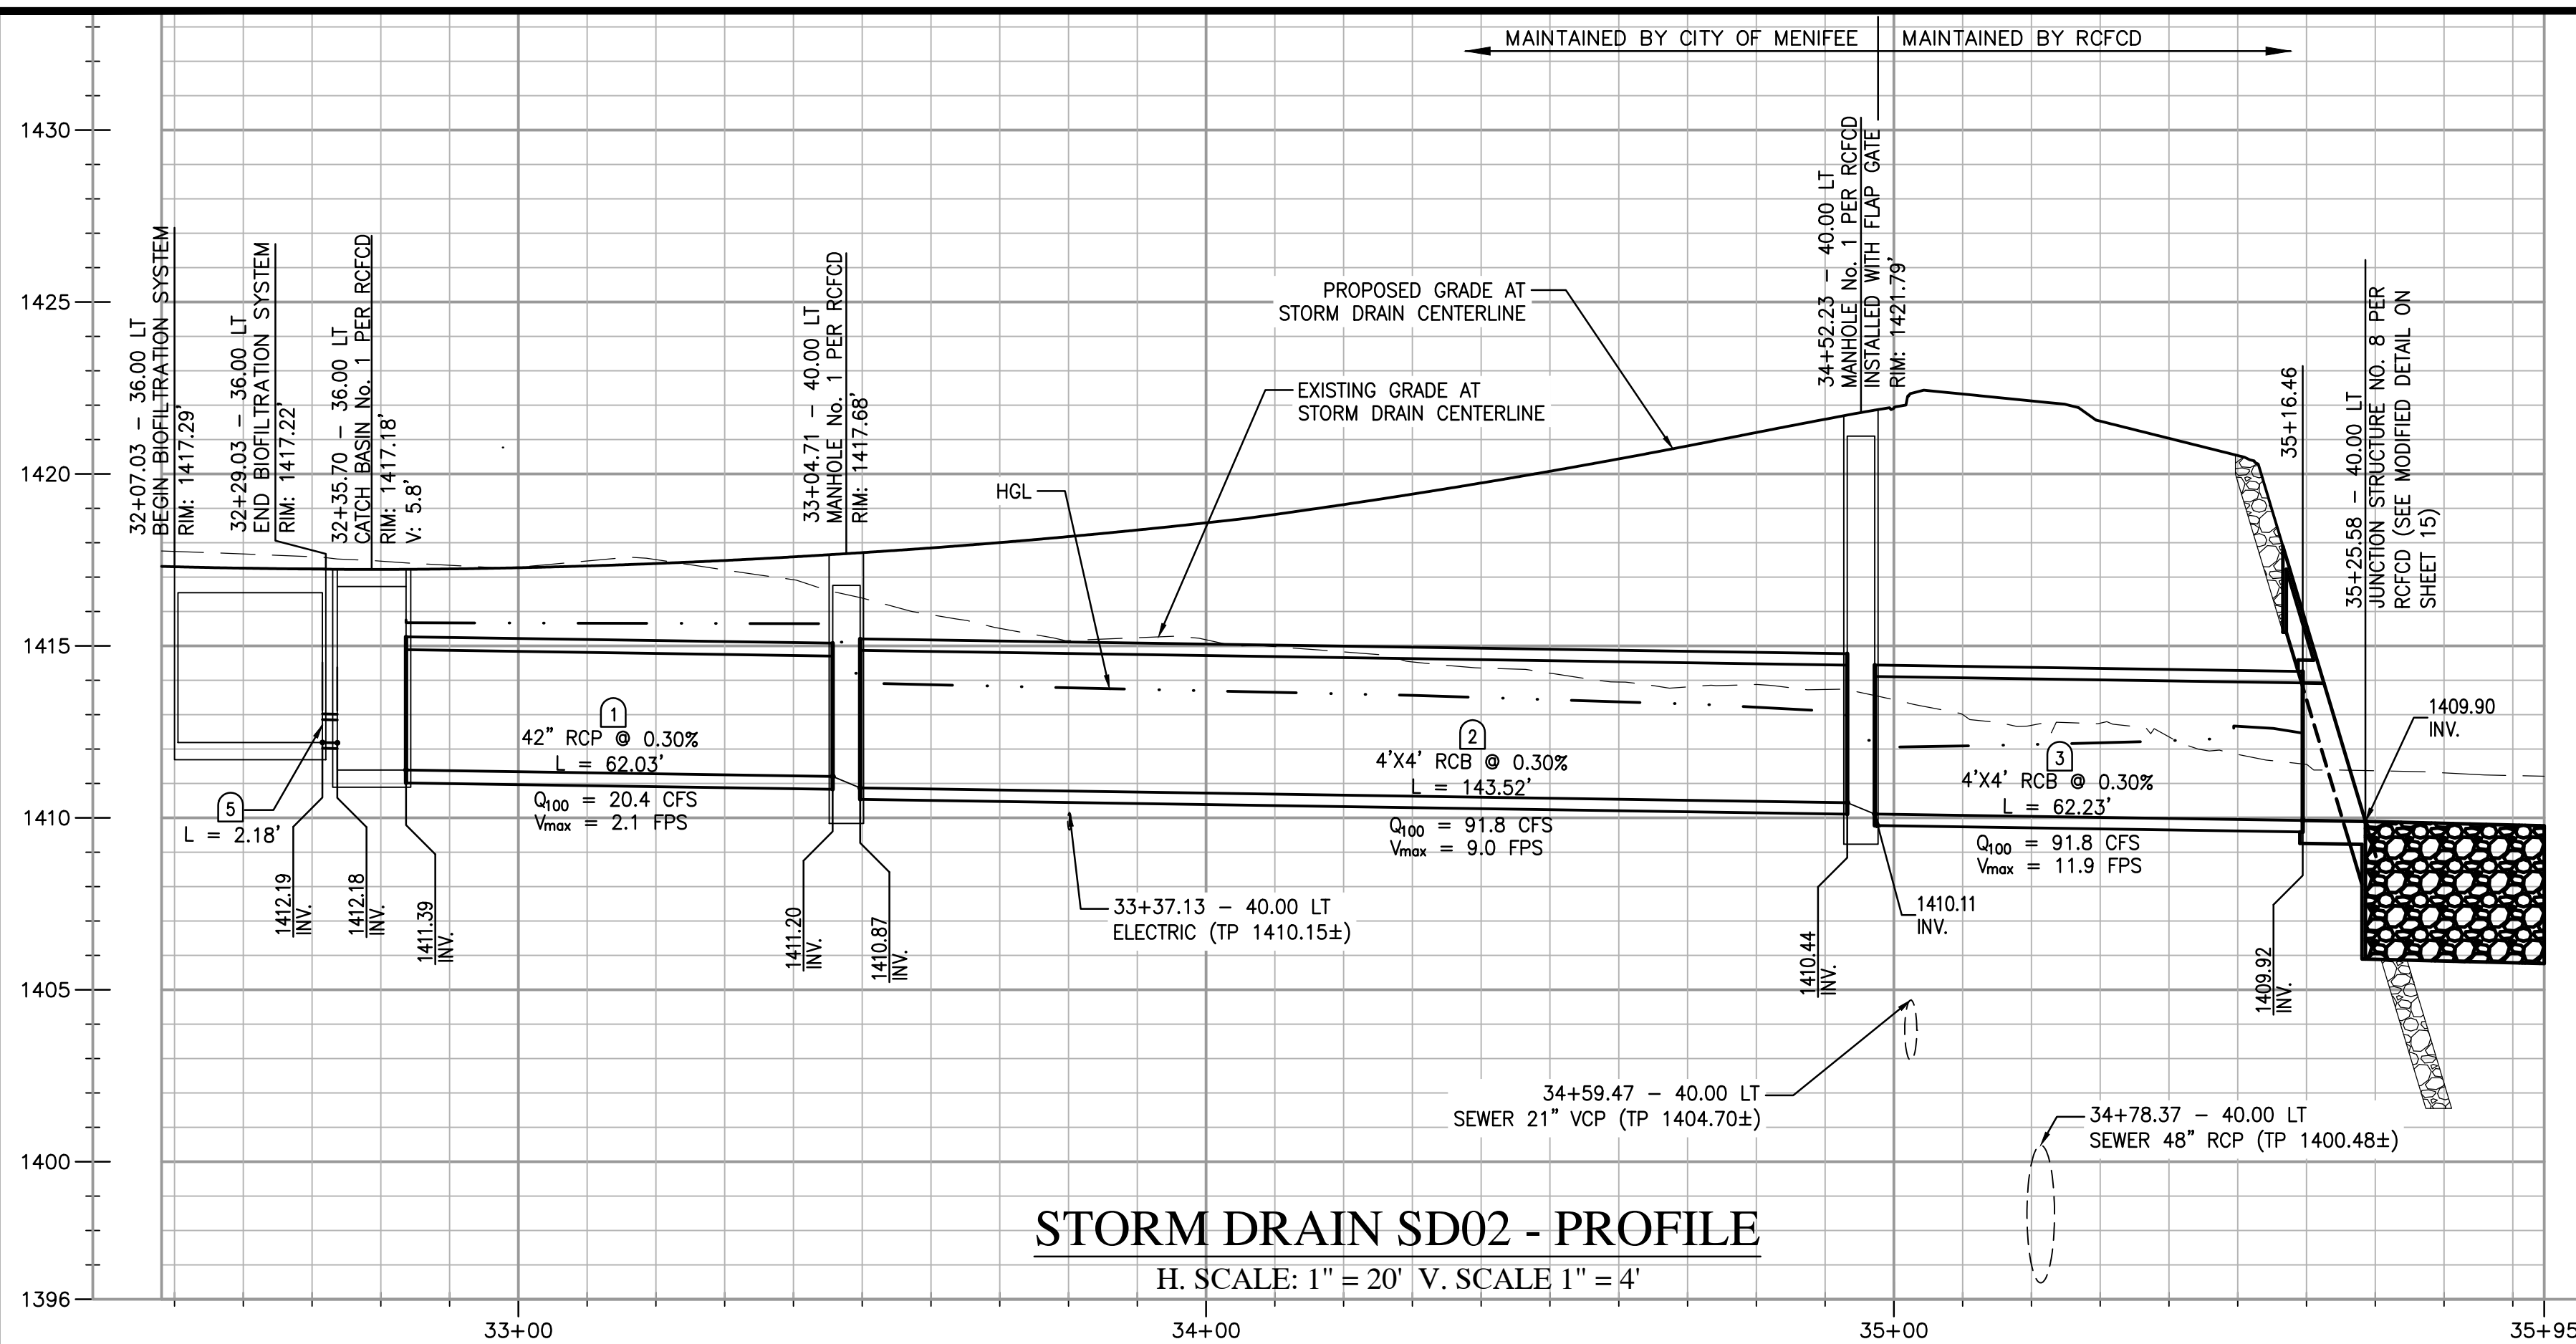 MAINTAINED BY CITY OF MENIFEE
MAINTAINED BY RCFCD
1430
1425
1420
1415
1410
1405
1400
1396
32+07.03 - 36.00 LT
BEGIN BIOFILTRATION SYSTEM
RIM: 1417.29'
32+29.03 - 36.00 LT
END BIOFILTRATION SYSTEM
RIM: 1417.22'
32+35.70 - 36.00 LT
CATCH BASIN No. 1 PER RCFCD
RIM: 1417.18'
V: 5.8'
33+04.71 - 40.00 LT
MANHOLE No. 1 PER RCFCD
RIM: 1417.68'
HGL
PROPOSED GRADE AT
STORM DRAIN CENTERLINE
EXISTING GRADE AT
STORM DRAIN CENTERLINE
34+52.23 - 40.00 LT
MANHOLE No. 1 PER RCFCD
INSTALLED WITH FLAP GATE
RIM: 1421.79'
35+16.46
35+25.58 - 40.00 LT
JUNCTION STRUCTURE NO. 8 PER
RCFCD (SEE MODIFIED DETAIL ON
SHEET 15)
1
42" RCP @ 0.30%
L = 62.03'
Q100 = 20.4 CFS
Vmax = 2.1 FPS
2
4'X4' RCB @ 0.30%
L = 143.52'
Q100 = 91.8 CFS
Vmax = 9.0 FPS
3
4'X4' RCB @ 0.30%
L = 62.23'
Q100 = 91.8 CFS
Vmax = 11.9 FPS
1409.90
INV.
5
L = 2.18'
1412.19
INV.
1412.18
INV.
1411.39
INV.
1411.20
INV.
1410.87
INV.
33+37.13 - 40.00 LT
ELECTRIC (TP 1410.15±)
1410.44
INV.
1410.11
INV.
1409.92
INV.
34+59.47 - 40.00 LT
SEWER 21" VCP (TP 1404.70±)
34+78.37 - 40.00 LT
SEWER 48" RCP (TP 1400.48±)
STORM DRAIN SD02 - PROFILE
H. SCALE: 1" = 20' V. SCALE 1" = 4'
33+00
34+00
35+00
35+95